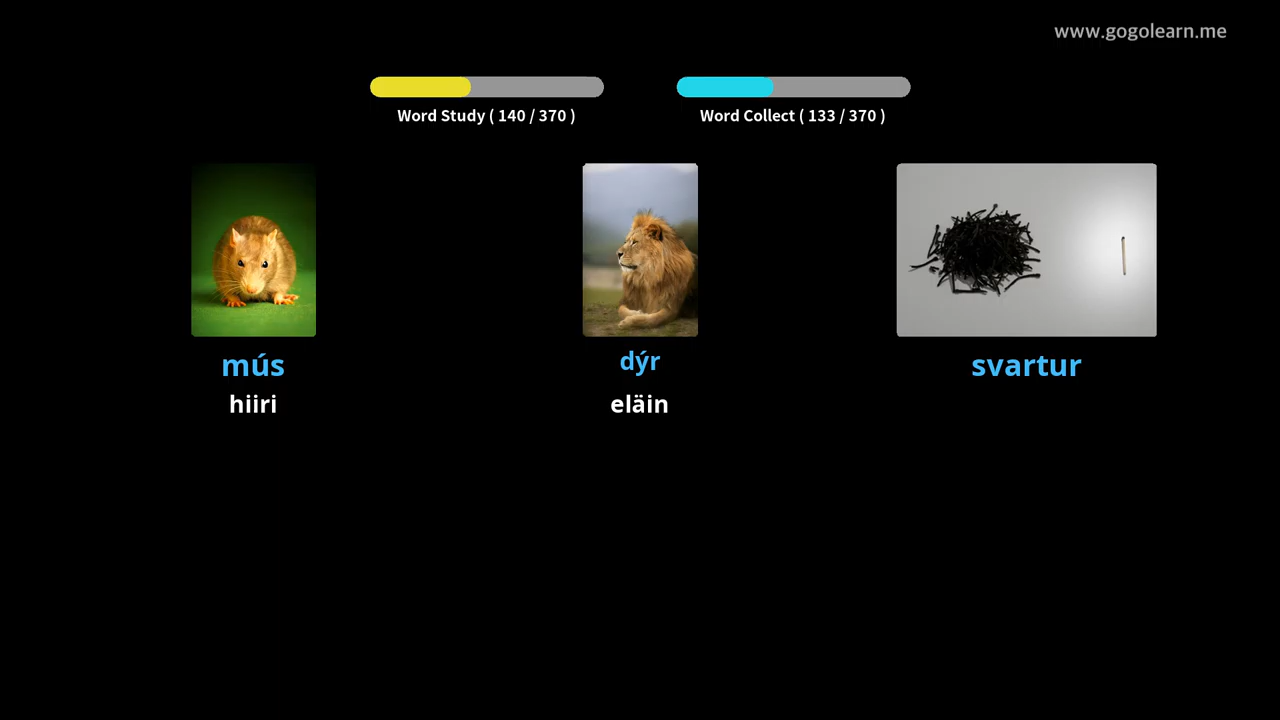 www.gogolearn.me
Word Study ( 140 / 370 )
Word Collect ( 133 / 370 )
mús
dýr
svartur
hiiri
eläin